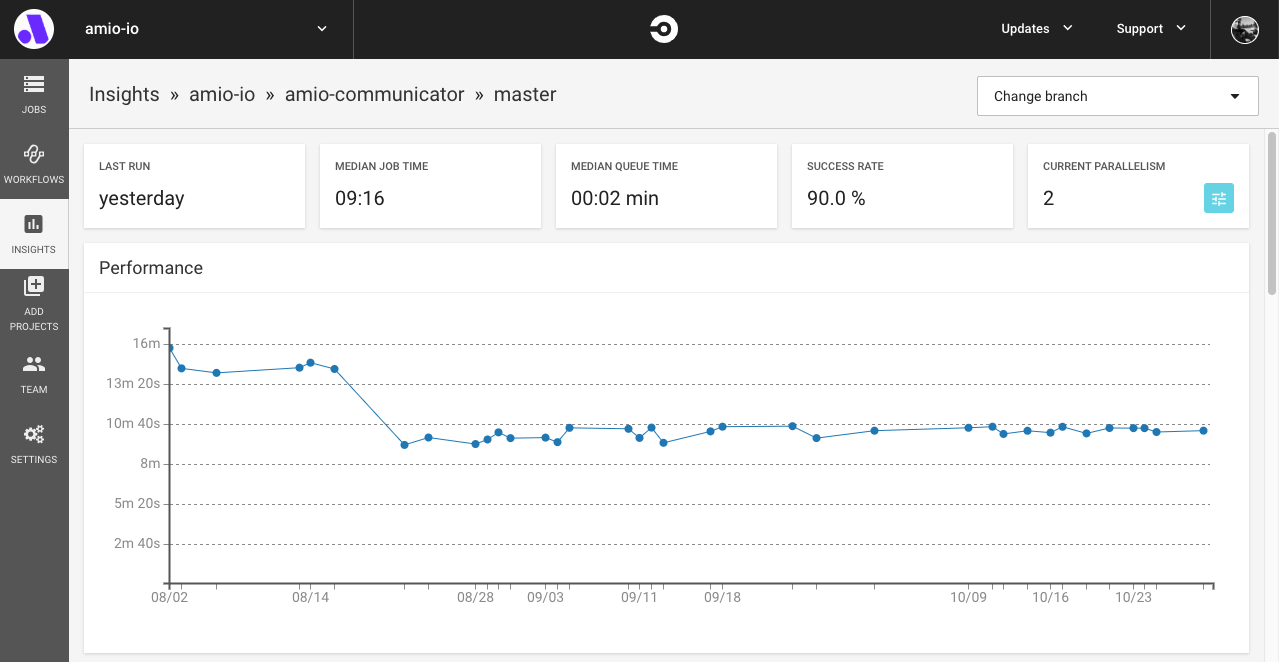 amio-io
Updates
Support
JOBS
WORKFLOWS
INSIGHTS
ADD
PROJECTS
TEAM
SETTINGS
Insights » amio-io » amio-communicator » master
Change branch
LAST RUN
yesterday
MEDIAN JOB TIME
09:16
MEDIAN QUEUE TIME
00:02 min
SUCCESS RATE
90.0 %
CURRENT PARALLELISM
2
Performance
16m
13m 20s
10m 40s
8m
5m 20s
2m 40s
08/02 08/14 08/28 09/03 09/11 09/18 10/09 10/16 10/23